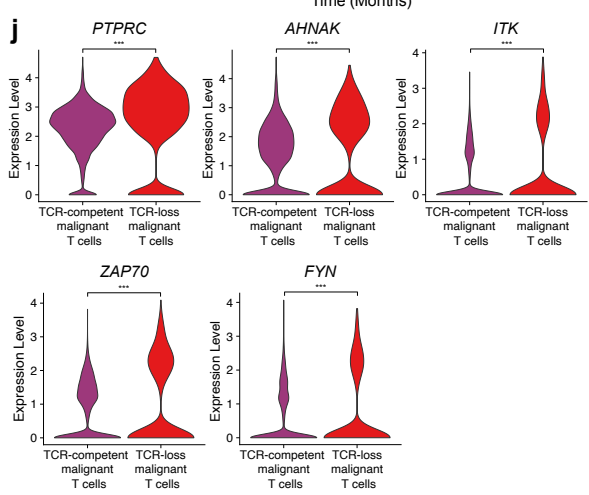 Time (Months)
j
PTPRC
AHNAK
ITK
***
***
***
Expression Level
4
3
2
1
0
Expression Level
4
3
2
1
0
Expression Level
4
3
2
1
0
TCR-competent malignant T cells
TCR-loss malignant T cells
TCR-competent malignant T cells
TCR-loss malignant T cells
TCR-competent malignant T cells
TCR-loss malignant T cells
ZAP70
FYN
***
***
Expression Level
4
3
2
1
0
Expression Level
4
3
2
1
0
TCR-competent malignant T cells
TCR-loss malignant T cells
TCR-competent malignant T cells
TCR-loss malignant T cells